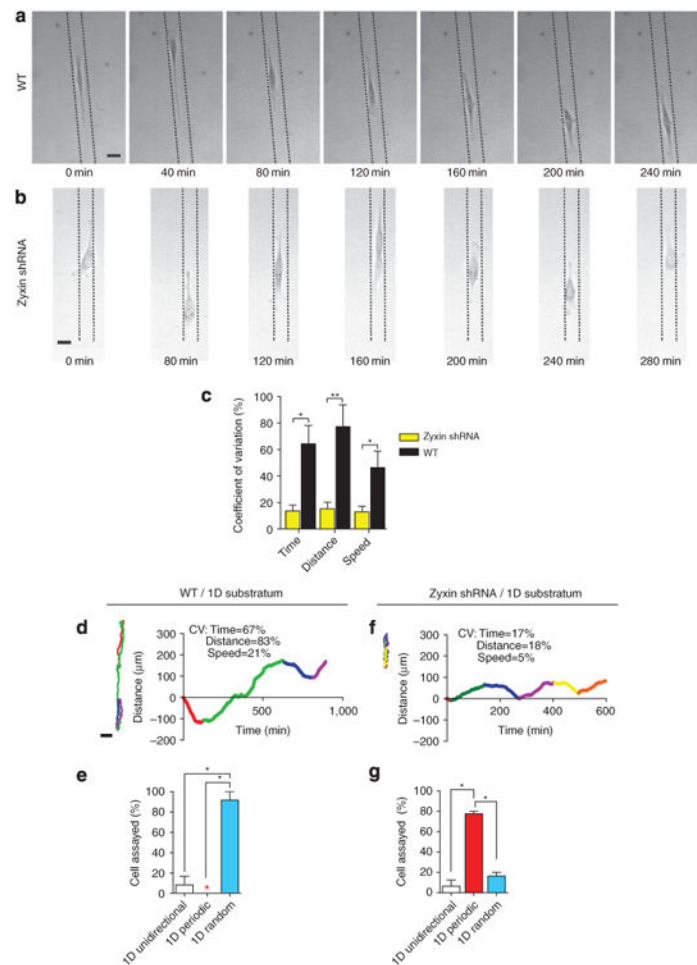 a
WT
0 min 40 min 80 min 120 min 160 min 200 min 240 min
b
Zyxin shRNA
0 min 80 min 120 min 160 min 200 min 240 min 280 min
c
Coefficient of variation (%)
100
80
60
40
20
0
* ** *
Time Distance Speed
Zyxin shRNA
WT
WT / 1D substratum
d
CV: Time=67%
Distance=83%
Speed=21%
Distance (µm)
300
200
100
0
−100
−200
500 1,000
Time (min)
Zyxin shRNA / 1D substratum
f
CV: Time=17%
Distance=18%
Speed=5%
Distance (µm)
300
200
100
0
−100
−200
200 400 600
Time (min)
e
Cell assayed (%)
100
80
60
40
20
0
*
*
*
1D unidirectional 1D periodic 1D random
g
Cell assayed (%)
100
80
60
40
20
0
* *
1D unidirectional 1D periodic 1D random